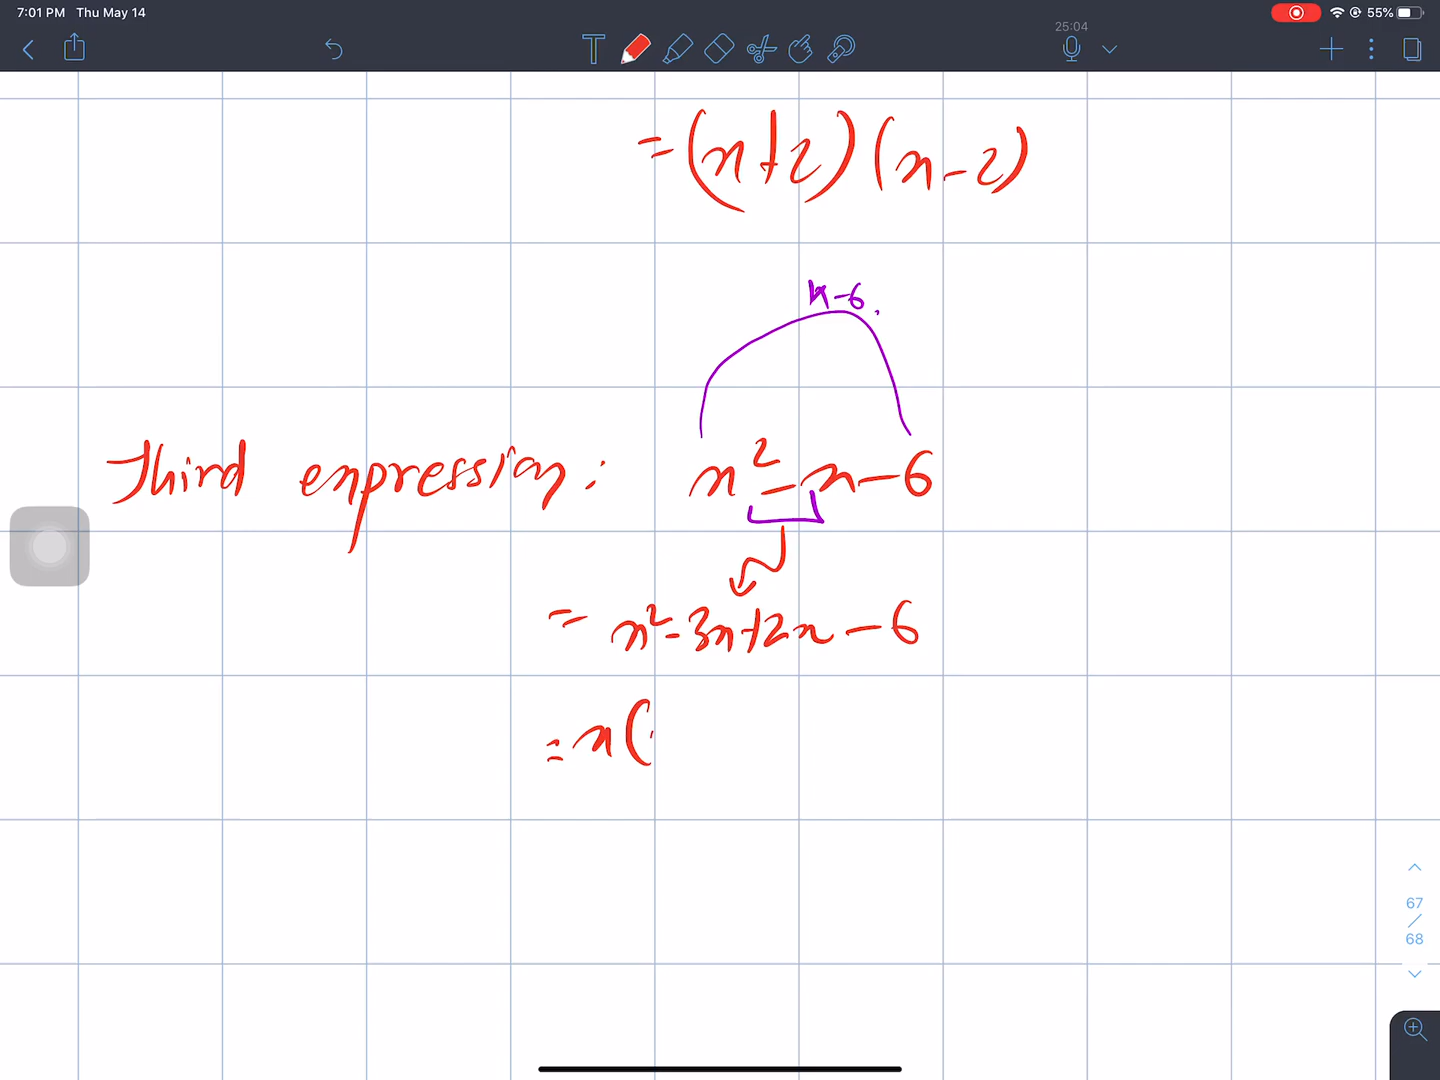 7:01 PM Thu May 14
55%
25:04
T
= (x+2)(x-2)
x-6
Third expression: x² - x - 6
= x² - 3x + 2x - 6
= x(
67
/
68